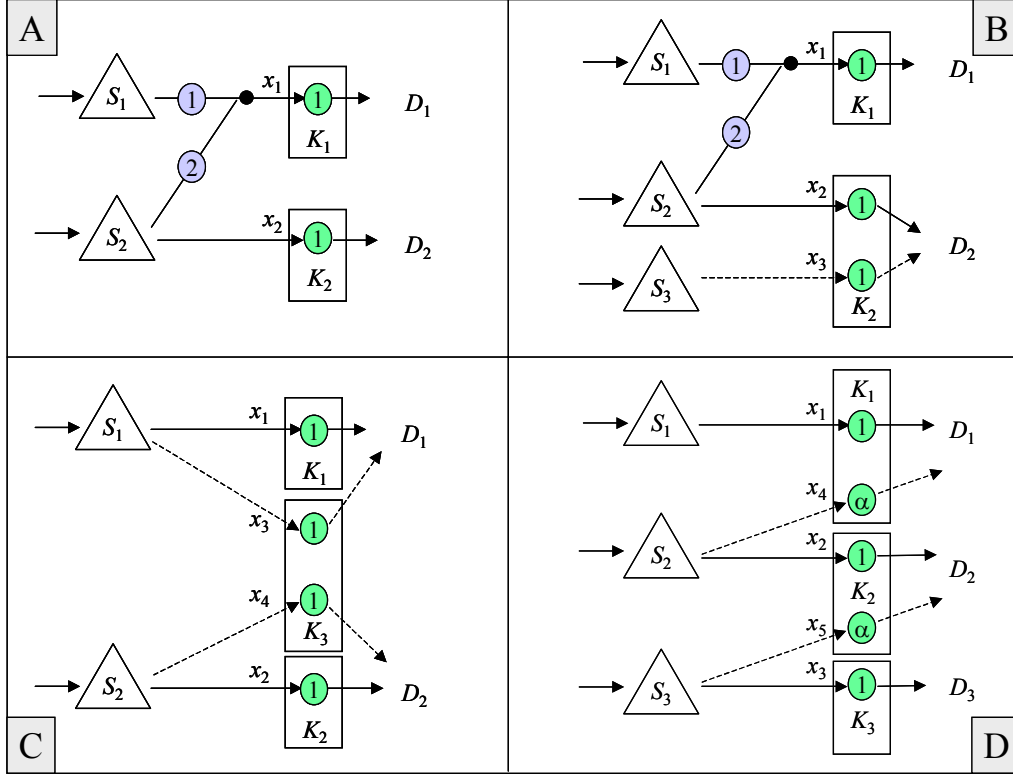 A
S₁ 1 x₁ 1 D₁
K₁
2
S₂ x₂ 1 D₂
K₂
B
S₁ 1 x₁ 1 D₁
K₁
2
S₂ x₂ 1
D₂
S₃ x₃ 1
K₂
C
S₁ x₁ 1 D₁
K₁
x₃ 1
x₄ 1
K₃
S₂ x₂ 1 D₂
K₂
D
K₁
S₁ x₁ 1 D₁
x₄ α
S₂ x₂ 1 D₂
K₂
x₅ α
S₃ x₃ 1 D₃
K₃